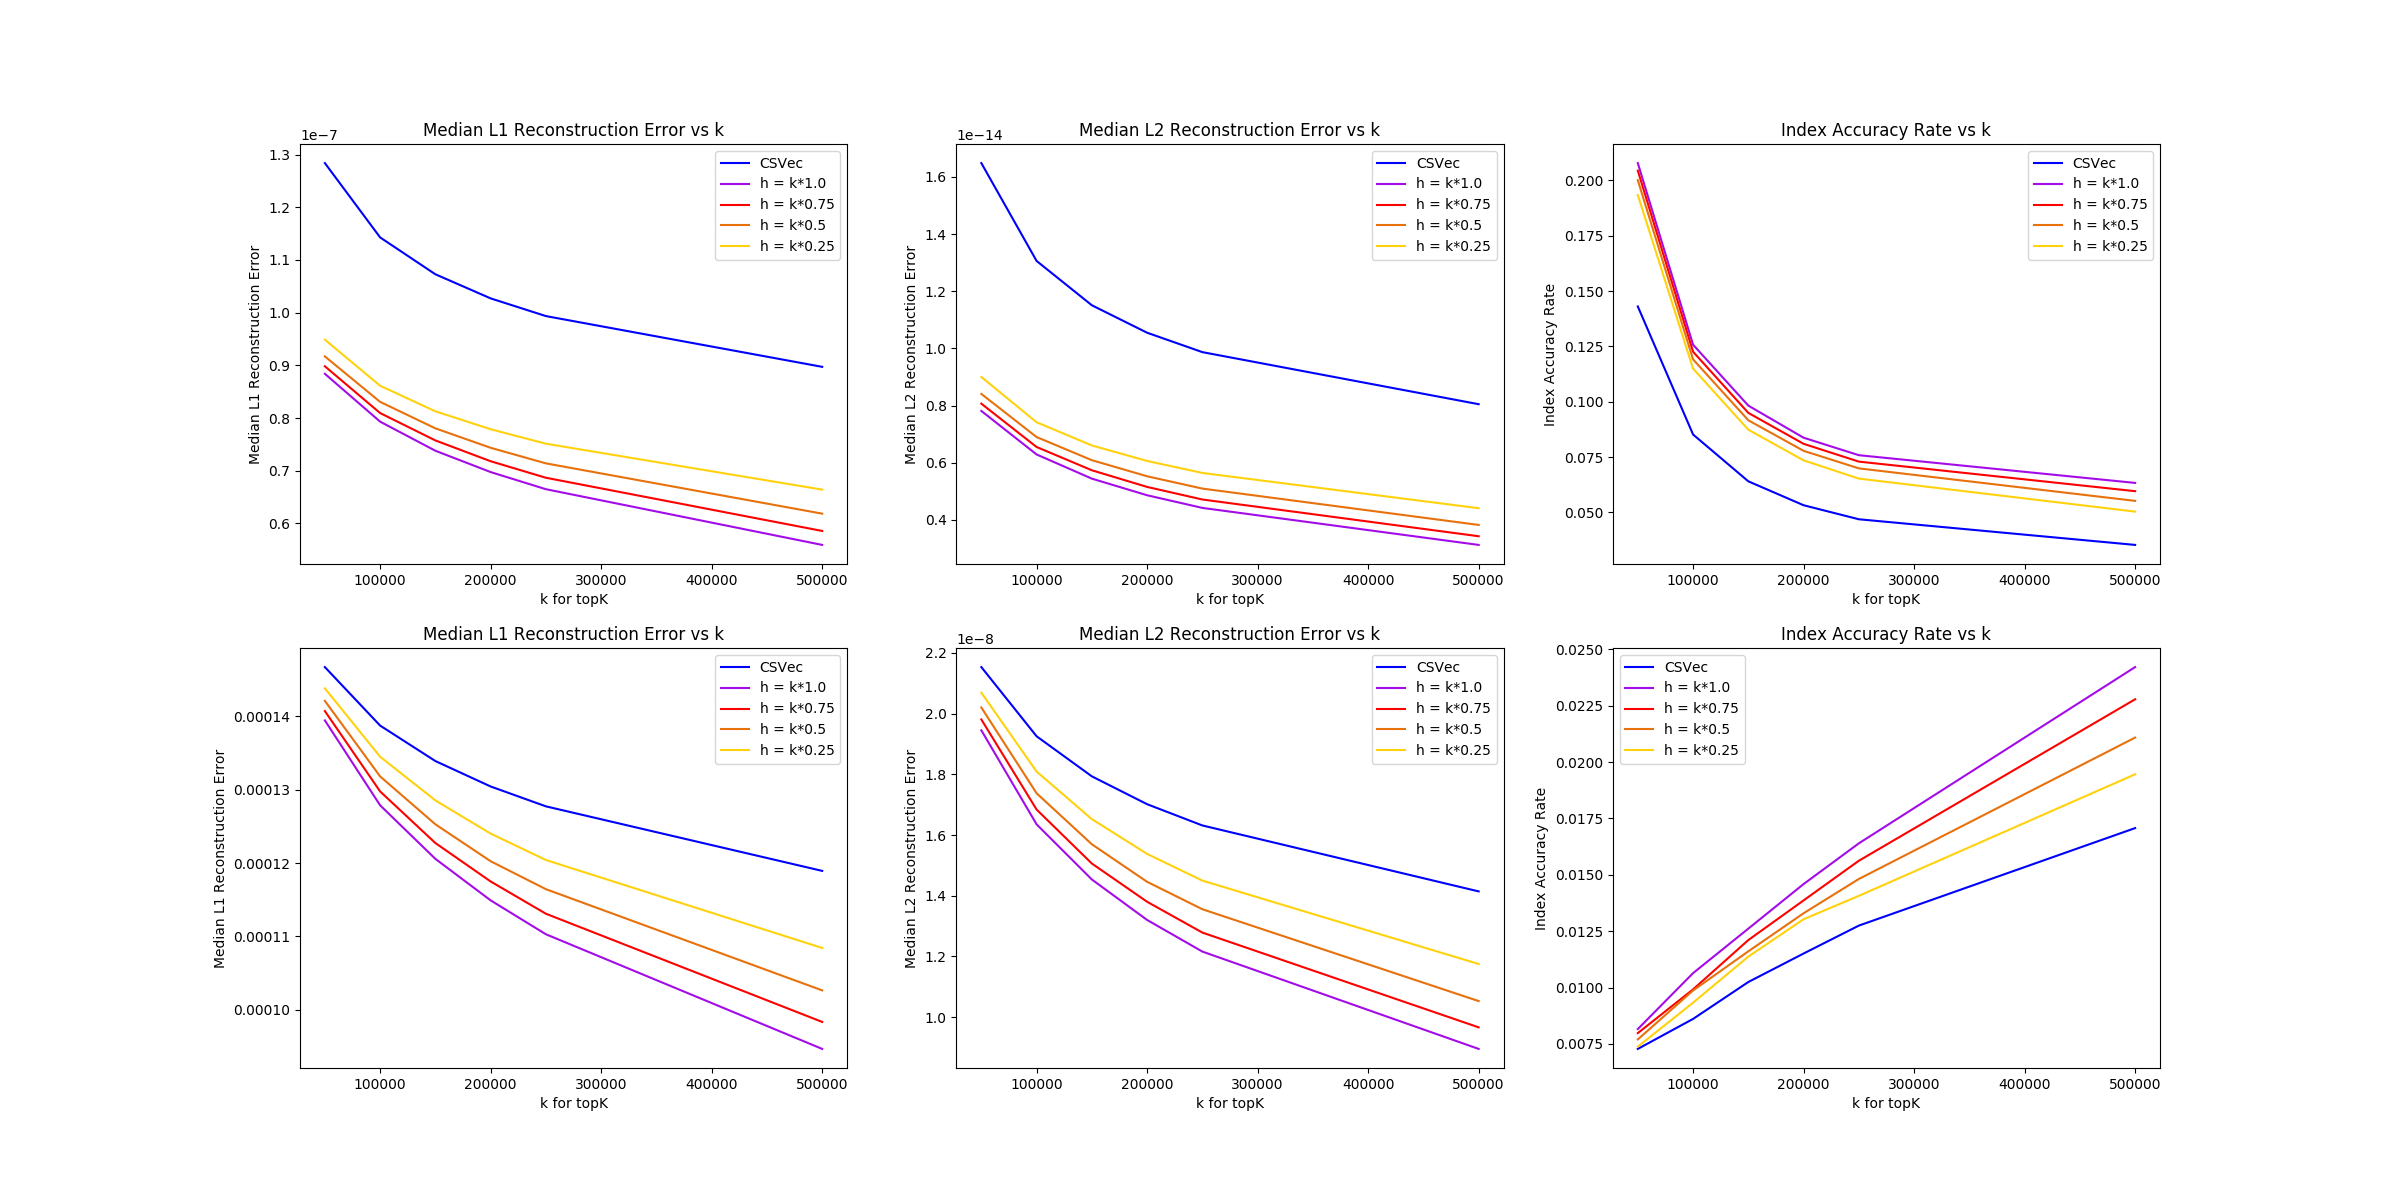 Median L1 Reconstruction Error vs k
1e−7
1.3
1.2
1.1
1.0
0.9
0.8
0.7
0.6
Median L1 Reconstruction Error
CSVec
h = k*1.0
h = k*0.75
h = k*0.5
h = k*0.25
100000 200000 300000 400000 500000
k for topK
Median L2 Reconstruction Error vs k
1e−14
1.6
1.4
1.2
1.0
0.8
0.6
0.4
Median L2 Reconstruction Error
CSVec
h = k*1.0
h = k*0.75
h = k*0.5
h = k*0.25
100000 200000 300000 400000 500000
k for topK
Index Accuracy Rate vs k
0.200
0.175
0.150
0.125
0.100
0.075
0.050
Index Accuracy Rate
CSVec
h = k*1.0
h = k*0.75
h = k*0.5
h = k*0.25
100000 200000 300000 400000 500000
k for topK
Median L1 Reconstruction Error vs k
0.00014
0.00013
0.00012
0.00011
0.00010
Median L1 Reconstruction Error
CSVec
h = k*1.0
h = k*0.75
h = k*0.5
h = k*0.25
100000 200000 300000 400000 500000
k for topK
Median L2 Reconstruction Error vs k
1e−8
2.2
2.0
1.8
1.6
1.4
1.2
1.0
Median L2 Reconstruction Error
CSVec
h = k*1.0
h = k*0.75
h = k*0.5
h = k*0.25
100000 200000 300000 400000 500000
k for topK
Index Accuracy Rate vs k
0.0250
0.0225
0.0200
0.0175
0.0150
0.0125
0.0100
0.0075
Index Accuracy Rate
CSVec
h = k*1.0
h = k*0.75
h = k*0.5
h = k*0.25
100000 200000 300000 400000 500000
k for topK